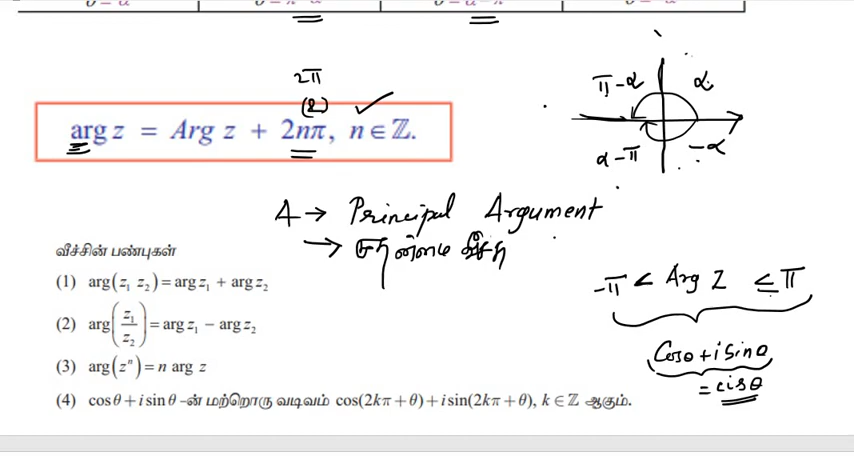 2π
(2)
arg z = Arg z + 2nπ, n ∈ ℤ.
π-α α
α-π -α
A → Principal Argument
→ முதன்மை வீச்சு
வீச்சின் பண்புகள்
-π < Arg Z ≤ π
(1) arg(z₁ z₂) = arg z₁ + arg z₂
(2) arg(z₁/z₂) = arg z₁ − arg z₂
Cosθ + i Sinθ
= cisθ
(3) arg(zⁿ) = n arg z
(4) cosθ + i sinθ -ன் மற்றொரு வடிவம் cos(2kπ + θ) + i sin(2kπ + θ), k ∈ ℤ ஆகும்.